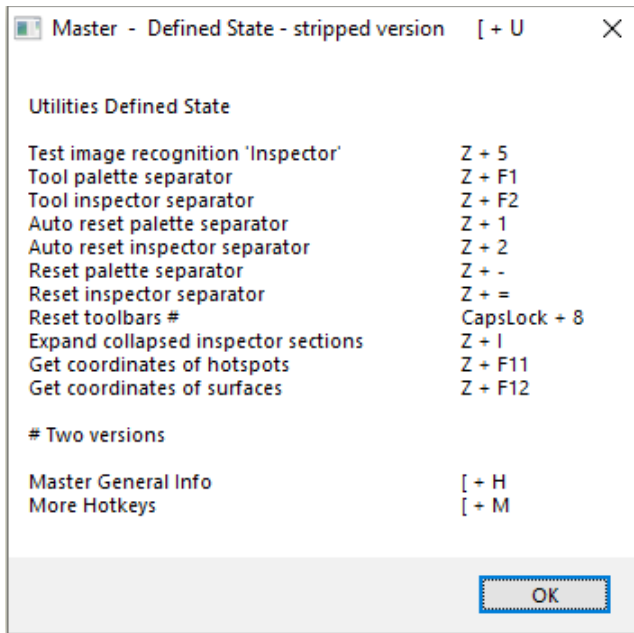 Master - Defined State - stripped version [ + U
Utilities Defined State
Test image recognition 'Inspector' Z + 5
Tool palette separator Z + F1
Tool inspector separator Z + F2
Auto reset palette separator Z + 1
Auto reset inspector separator Z + 2
Reset palette separator Z + -
Reset inspector separator Z + =
Reset toolbars # CapsLock + 8
Expand collapsed inspector sections Z + I
Get coordinates of hotspots Z + F11
Get coordinates of surfaces Z + F12
# Two versions
Master General Info [ + H
More Hotkeys [ + M
OK